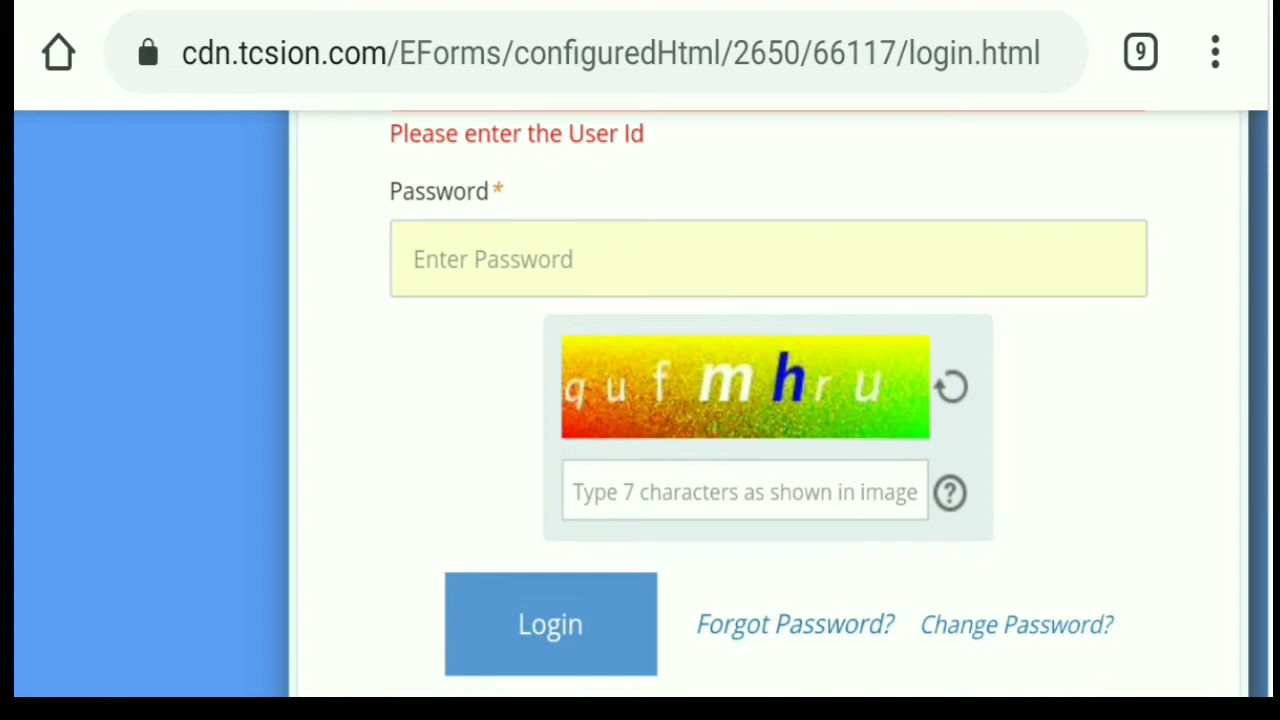 cdn.tcsion.com/EForms/configuredHtml/2650/66117/login.html
9
Please enter the User Id
Password*
Enter Password
q u f m h r u
Type 7 characters as shown in image
?
Login Forgot Password? Change Password?